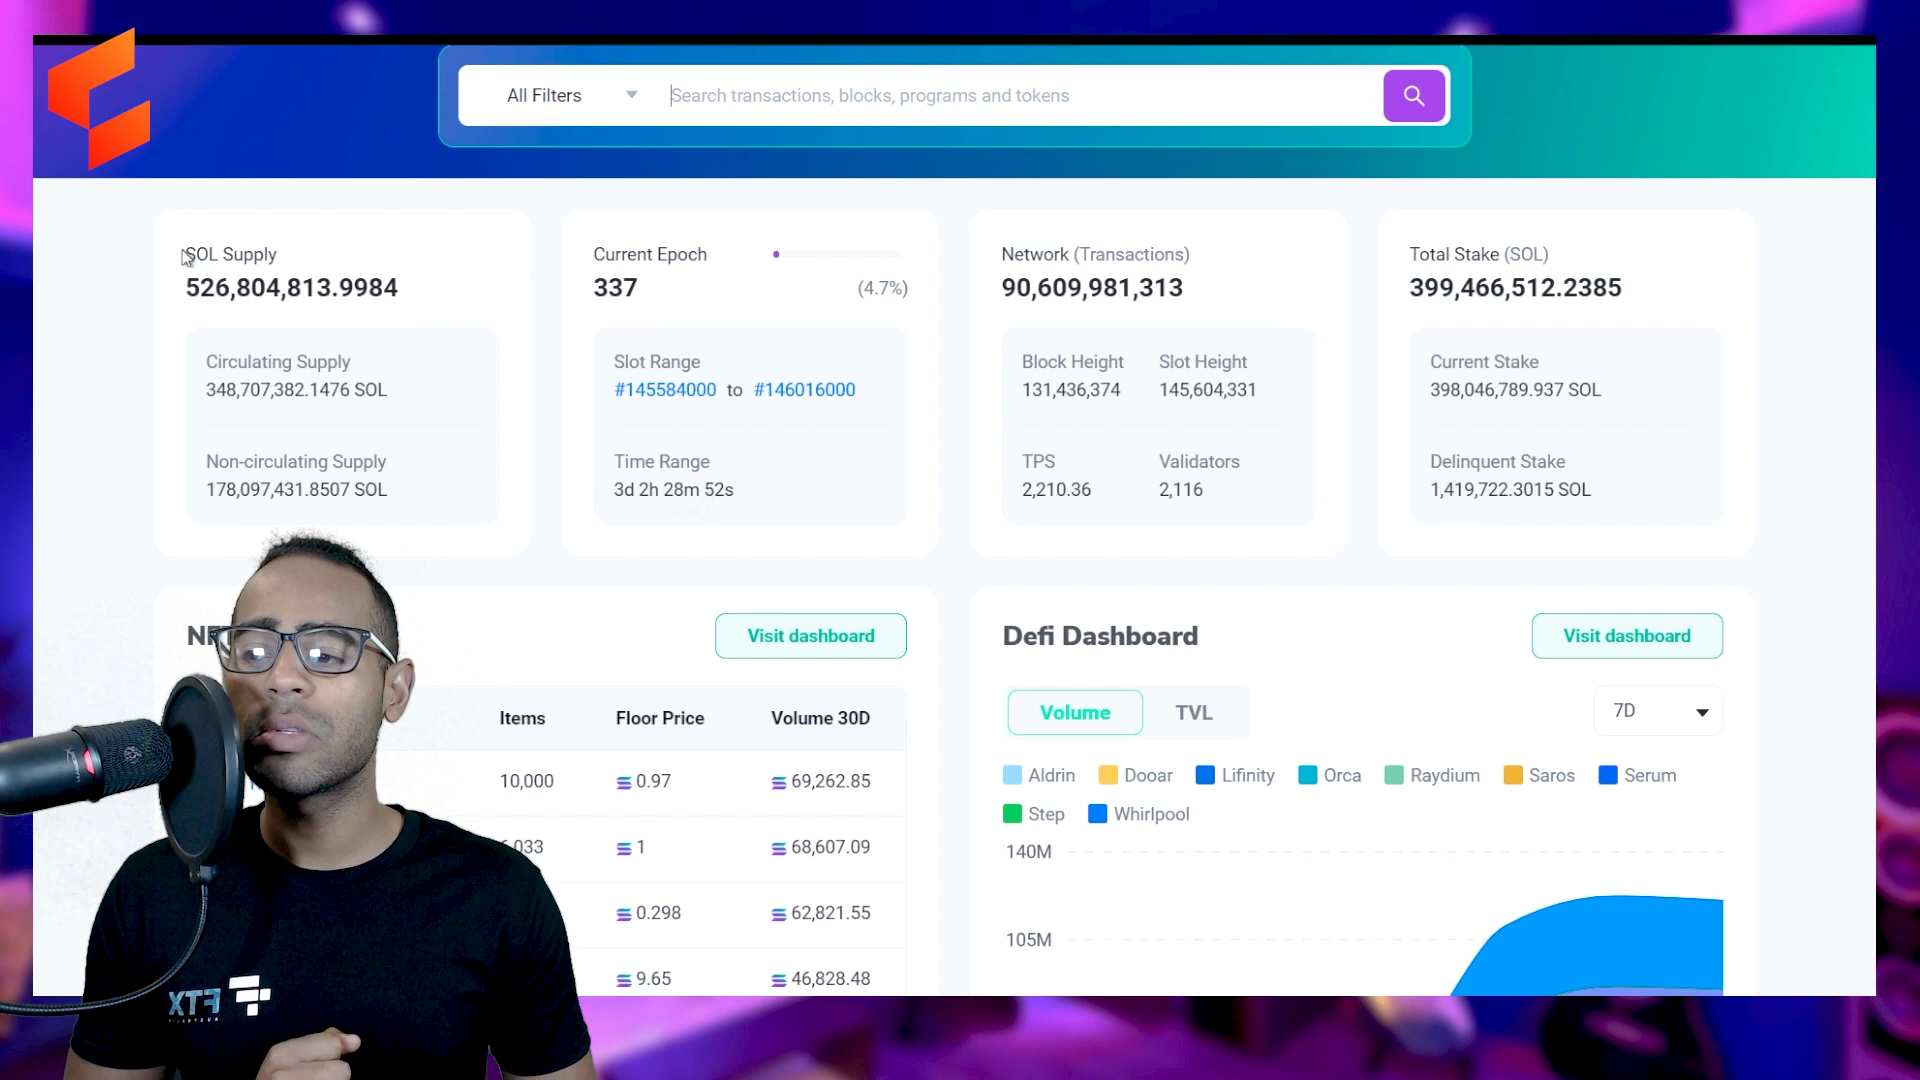 All Filters
Search transactions, blocks, programs and tokens
SOL Supply
526,804,813.9984
Circulating Supply
348,707,382.1476 SOL
Non-circulating Supply
178,097,431.8507 SOL
Current Epoch
337
(4.7%)
Slot Range
#145584000 to #146016000
Time Range
3d 2h 28m 52s
Network (Transactions)
90,609,981,313
Block Height
131,436,374
Slot Height
145,604,331
TPS
2,210.36
Validators
2,116
Total Stake (SOL)
399,466,512.2385
Current Stake
398,046,789.937 SOL
Delinquent Stake
1,419,722.3015 SOL
Visit dashboard
Items Floor Price Volume 30D
10,000 0.97 69,262.85
033 1 68,607.09
0.298 62,821.55
9.65 46,828.48
Defi Dashboard
Visit dashboard
Volume TVL
7D
Aldrin Dooar Lifinity Orca Raydium Saros Serum
Step Whirlpool
140M
105M
FTX